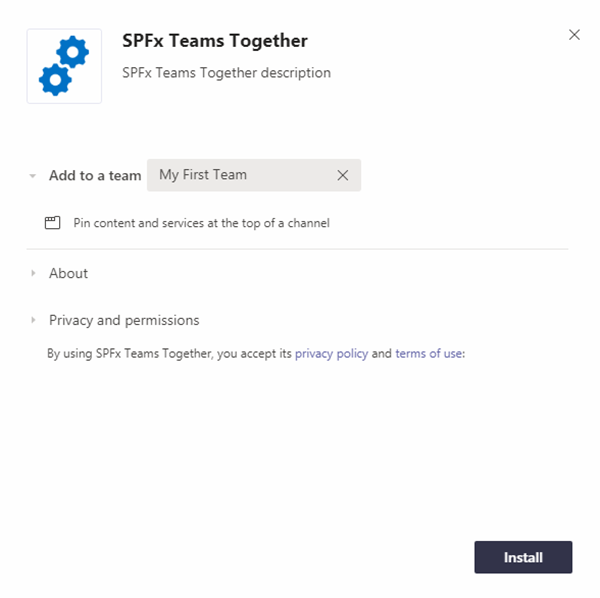 SPFx Teams Together
SPFx Teams Together description
Add to a team My First Team
Pin content and services at the top of a channel
About
Privacy and permissions
By using SPFx Teams Together, you accept its privacy policy and terms of use:
Install